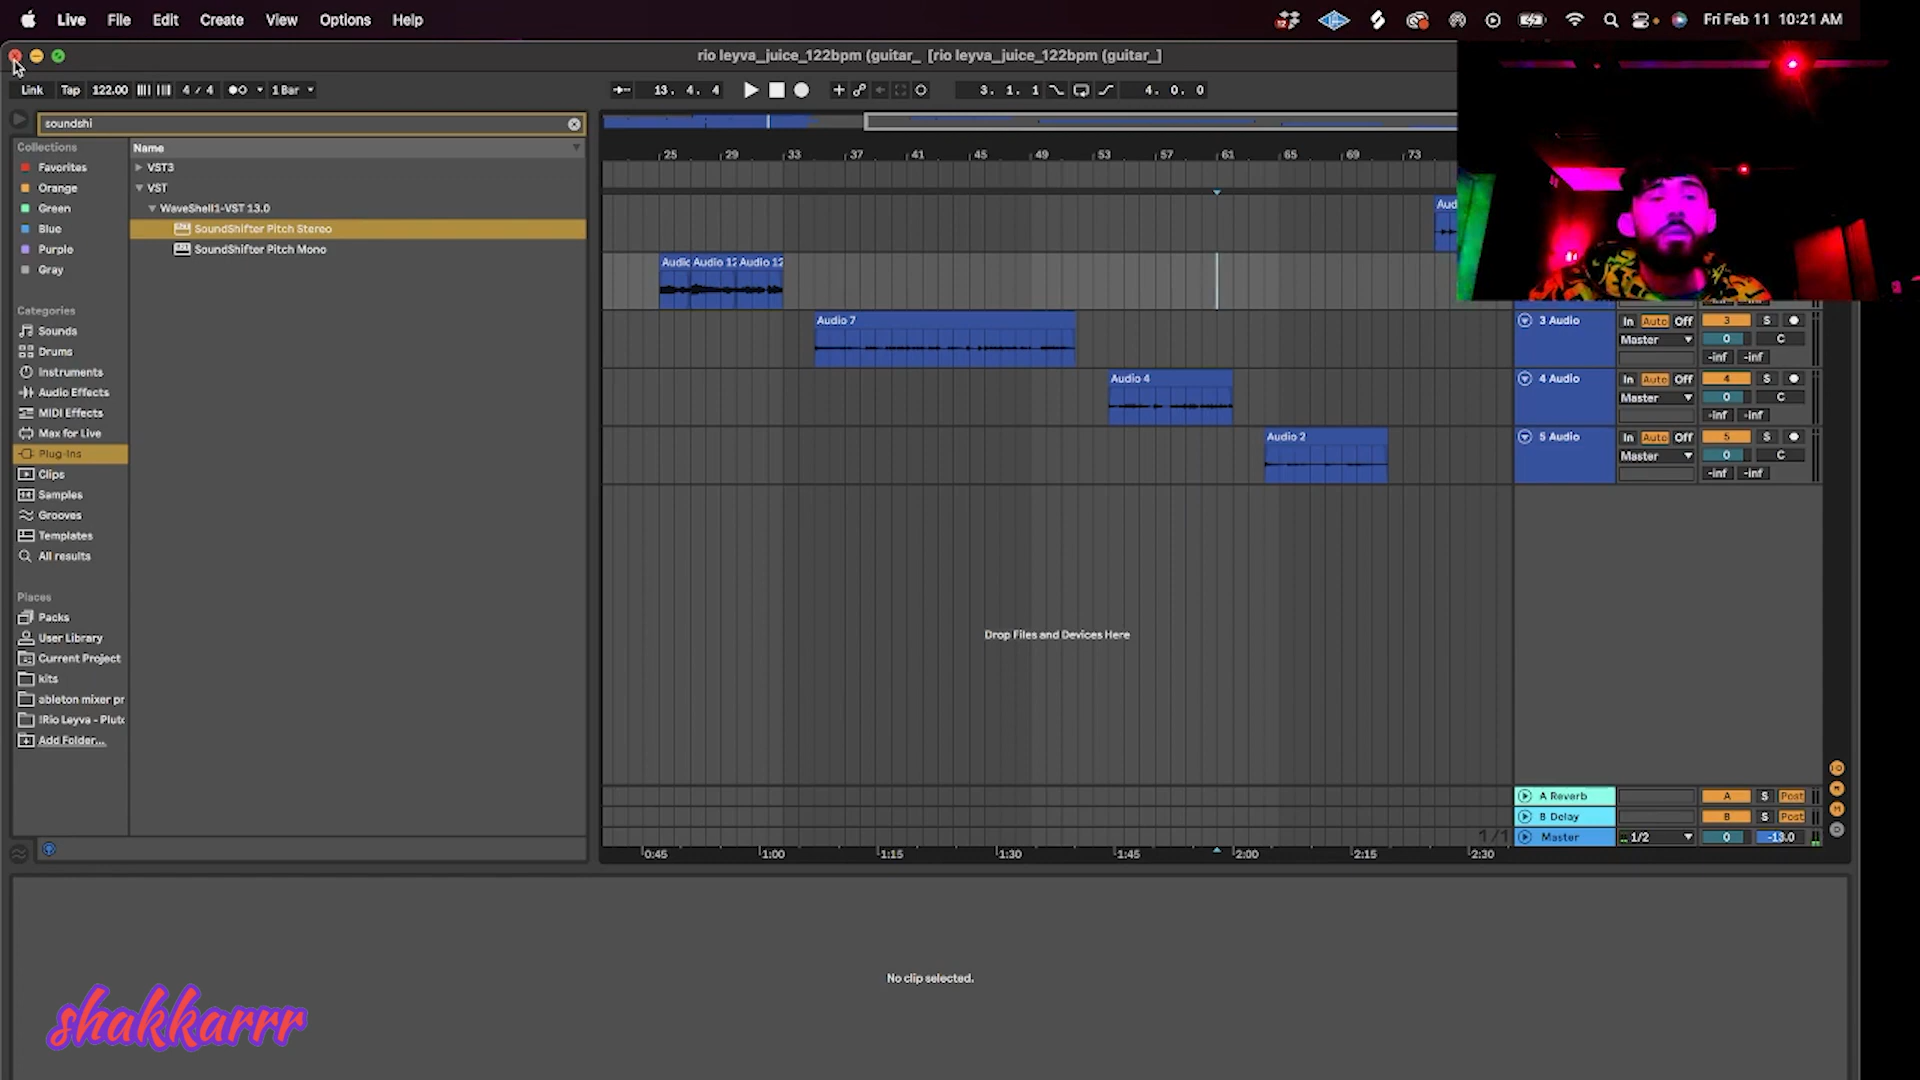 Live File Edit Create View Options Help Fri Feb 11 10:21 AM
rio leyva_juice_122bpm (guitar_ [rio leyva_juice_122bpm (guitar_]
Link Tap 122.00 4 / 4 1 Bar 13. 4. 4 3. 1. 1 4. 0. 0
soundshi
Collections
Favorites
Orange
Green
Blue
Purple
Gray
Categories
Sounds
Drums
Instruments
Audio Effects
MIDI Effects
Max for Live
Plug-Ins
Clips
Samples
Grooves
Templates
All results
Places
Packs
User Library
Current Project
kits
ableton mixer pr
!Rio Leyva - Plut
Add Folder...
Name
VST3
VST
WaveShell1-VST 13.0
SoundShifter Pitch Stereo
SoundShifter Pitch Mono
25 29 33 37 41 45 49 53 57 61 65 69 73
Aud
Audic Audio 12 Audio 12
Audio 7
Audio 4
Audio 2
Drop Files and Devices Here
3 Audio In Auto Off 3 S
Master 0 C
-inf -inf
4 Audio In Auto Off 4 S
Master 0 C
-inf -inf
5 Audio In Auto Off 5 S
Master 0 C
-inf -inf
A Reverb A S Post
B Delay B S Post
1/1 Master 1/2 0 -13.0
0:45 1:00 1:15 1:30 1:45 2:00 2:15 2:30
No clip selected.
shakkarrr